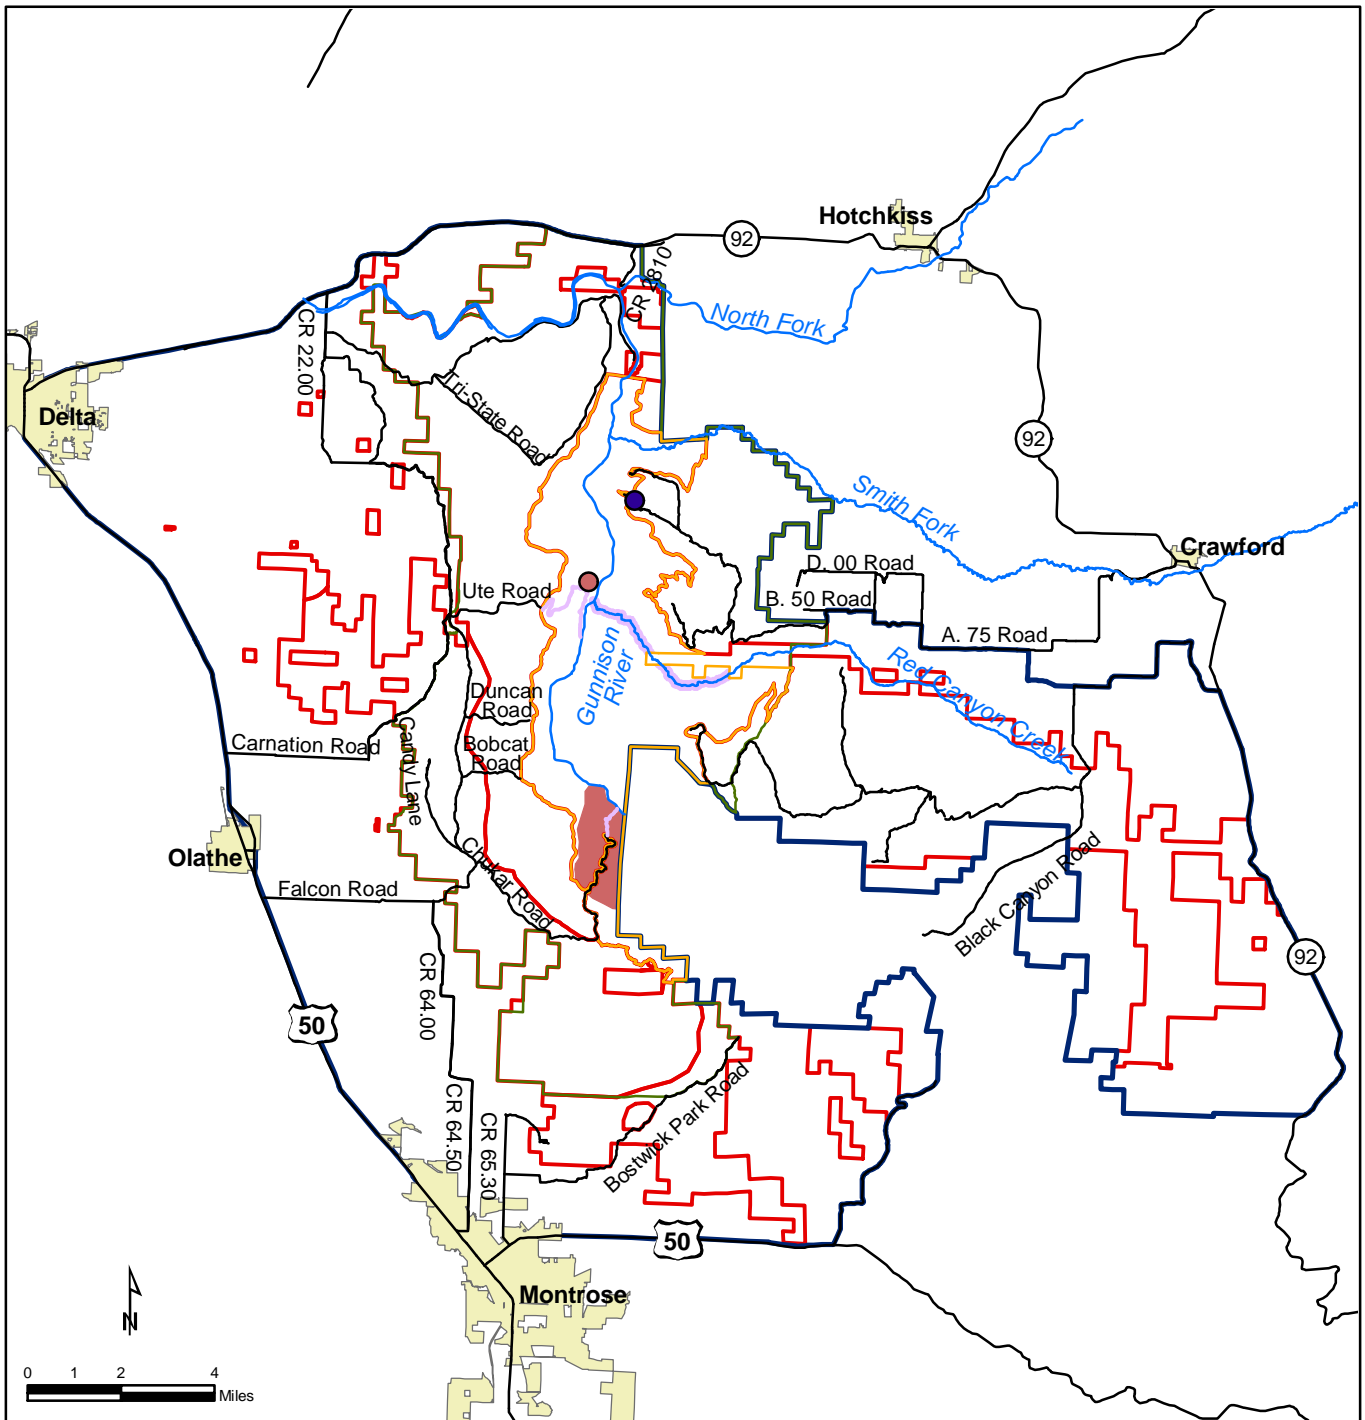 Hotchkiss
92
CR 2810
North Fork
CR 22.00
Tri-State Road
Delta
92
Smith Fork
Crawford
D. 00 Road
Ute Road
B. 50 Road
A. 75 Road
Gunnison
River
Red Canyon Creek
Duncan
Road
Carnation Road
Candy Lane
Bobcat
Road
Olathe
Chukar Road
Falcon Road
Black Canyon Road
92
CR 64.00
50
CR 64.50
CR 65.30
Bostwick Park Road
50
Montrose
N
0 1 2 4
Miles